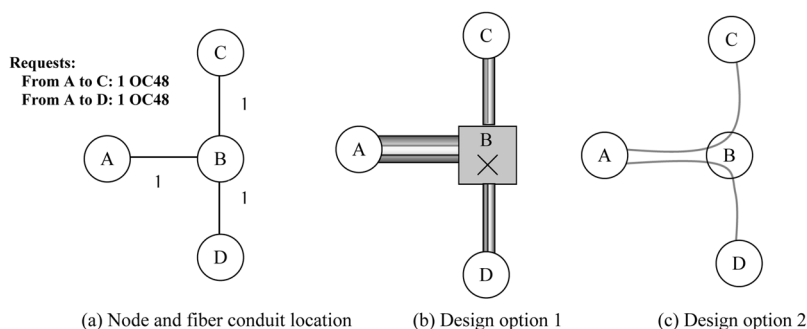 Requests:
From A to C: 1 OC48
From A to D: 1 OC48
C
1
A
B
1
1
D
(a) Node and fiber conduit location
C
A
B
D
(b) Design option 1
C
A
B
D
(c) Design option 2